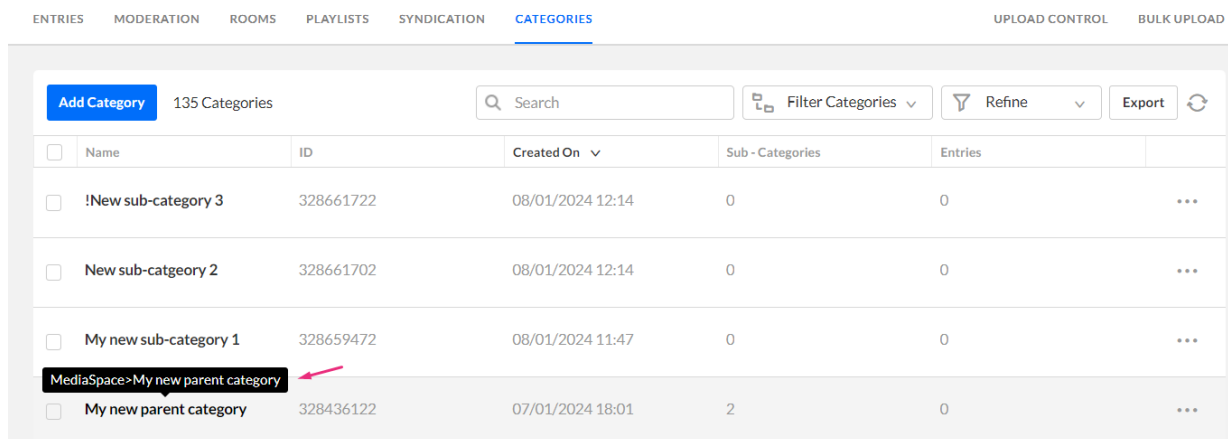 ENTRIES MODERATION ROOMS PLAYLISTS SYNDICATION CATEGORIES UPLOAD CONTROL BULK UPLOAD
Add Category 135 Categories Search Filter Categories Refine Export
Name ID Created On Sub - Categories Entries
!New sub-category 3 328661722 08/01/2024 12:14 0 0
New sub-catgeory 2 328661702 08/01/2024 12:14 0 0
My new sub-category 1 328659472 08/01/2024 11:47 0 0
MediaSpace>My new parent category
My new parent category 328436122 07/01/2024 18:01 2 0